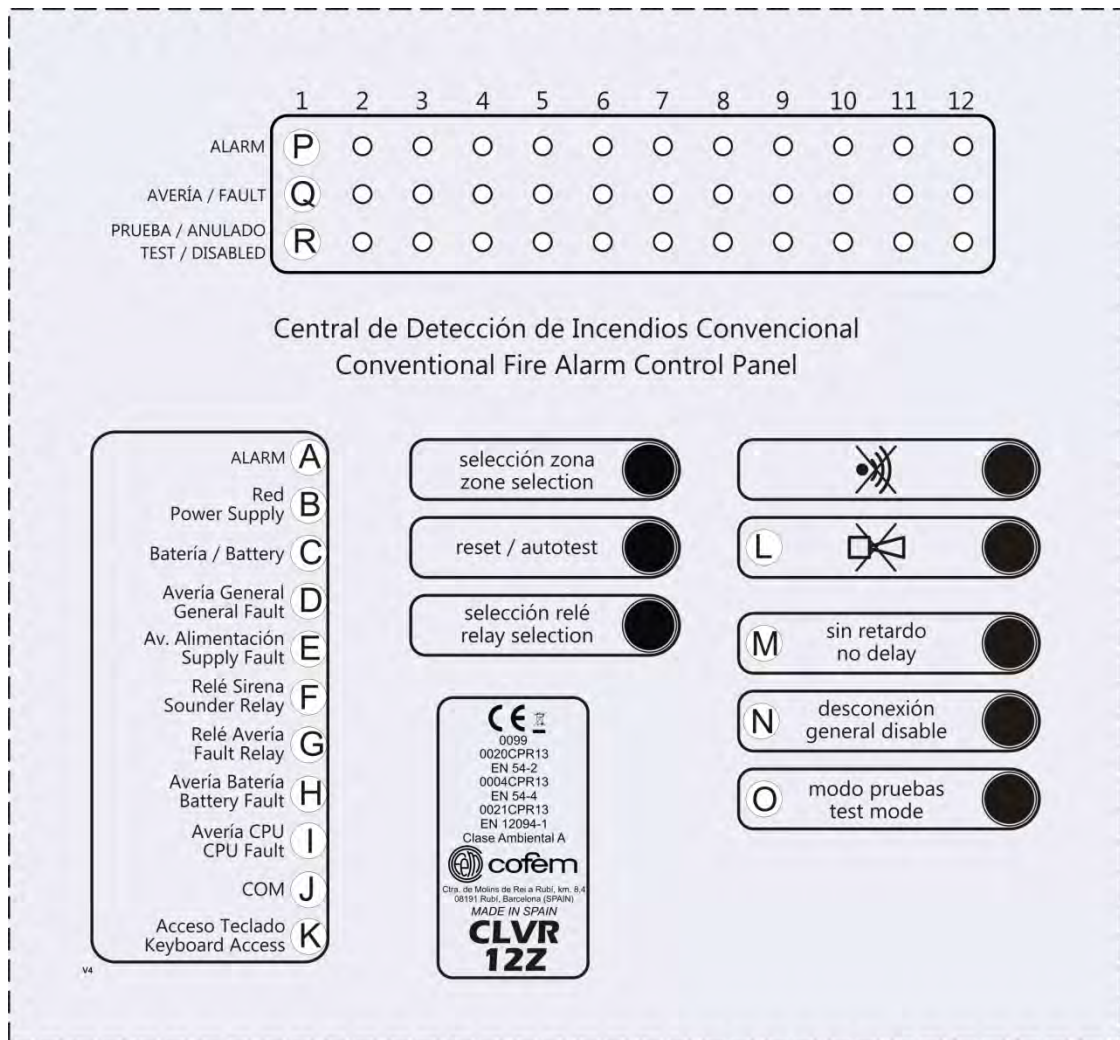 1 2 3 4 5 6 7 8 9 10 11 12
ALARM P
AVERÍA / FAULT Q
PRUEBA / ANULADO
TEST / DISABLED R
Central de Detección de Incendios Convencional
Conventional Fire Alarm Control Panel
ALARM A
Red
Power Supply B
Batería / Battery C
Avería General
General Fault D
Av. Alimentación
Supply Fault E
Relé Sirena
Sounder Relay F
Relé Avería
Fault Relay G
Avería Batería
Battery Fault H
Avería CPU
CPU Fault I
COM J
Acceso Teclado
Keyboard Access K
V4
selección zona
zone selection
reset / autotest
selección relé
relay selection
CE
0099
0020CPR13
EN 54-2
0004CPR13
EN 54-4
0021CPR13
EN 12094-1
Clase Ambiental A
cofem
Ctra. de Molins de Rei a Rubí, km. 8,4
08191 Rubí, Barcelona (SPAIN)
MADE IN SPAIN
CLVR
12Z
L
M sin retardo
no delay
N desconexión
general disable
O modo pruebas
test mode